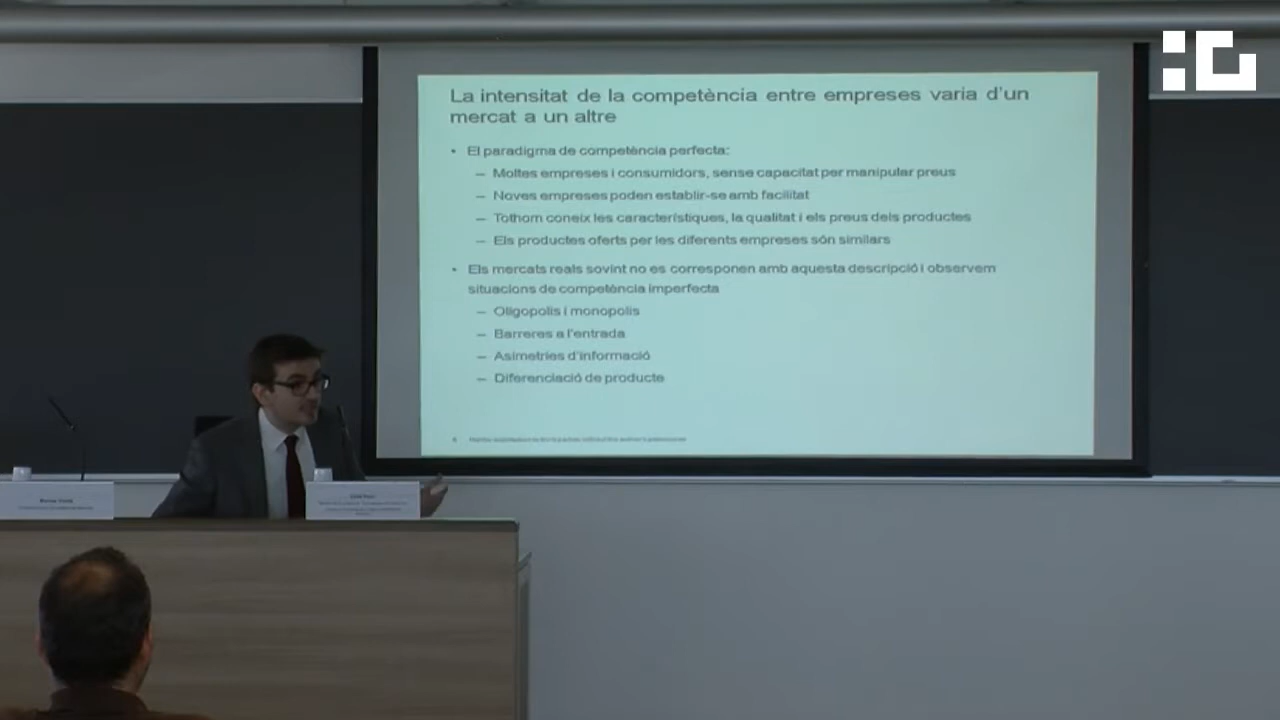 La intensitat de la competència entre empreses varia d'un
mercat a un altre
• El paradigma de competència perfecta:
– Moltes empreses i consumidors, sense capacitat per manipular preus
– Noves empreses poden establir-se amb facilitat
– Tothom coneix les característiques, la qualitat i els preus dels productes
– Els productes oferts per les diferents empreses són similars
• Els mercats reals sovint no es corresponen amb aquesta descripció i observem
situacions de competència imperfecta
– Oligopolis i monopolis
– Barreres a l'entrada
– Asimetries d'informació
– Diferenciació de producte